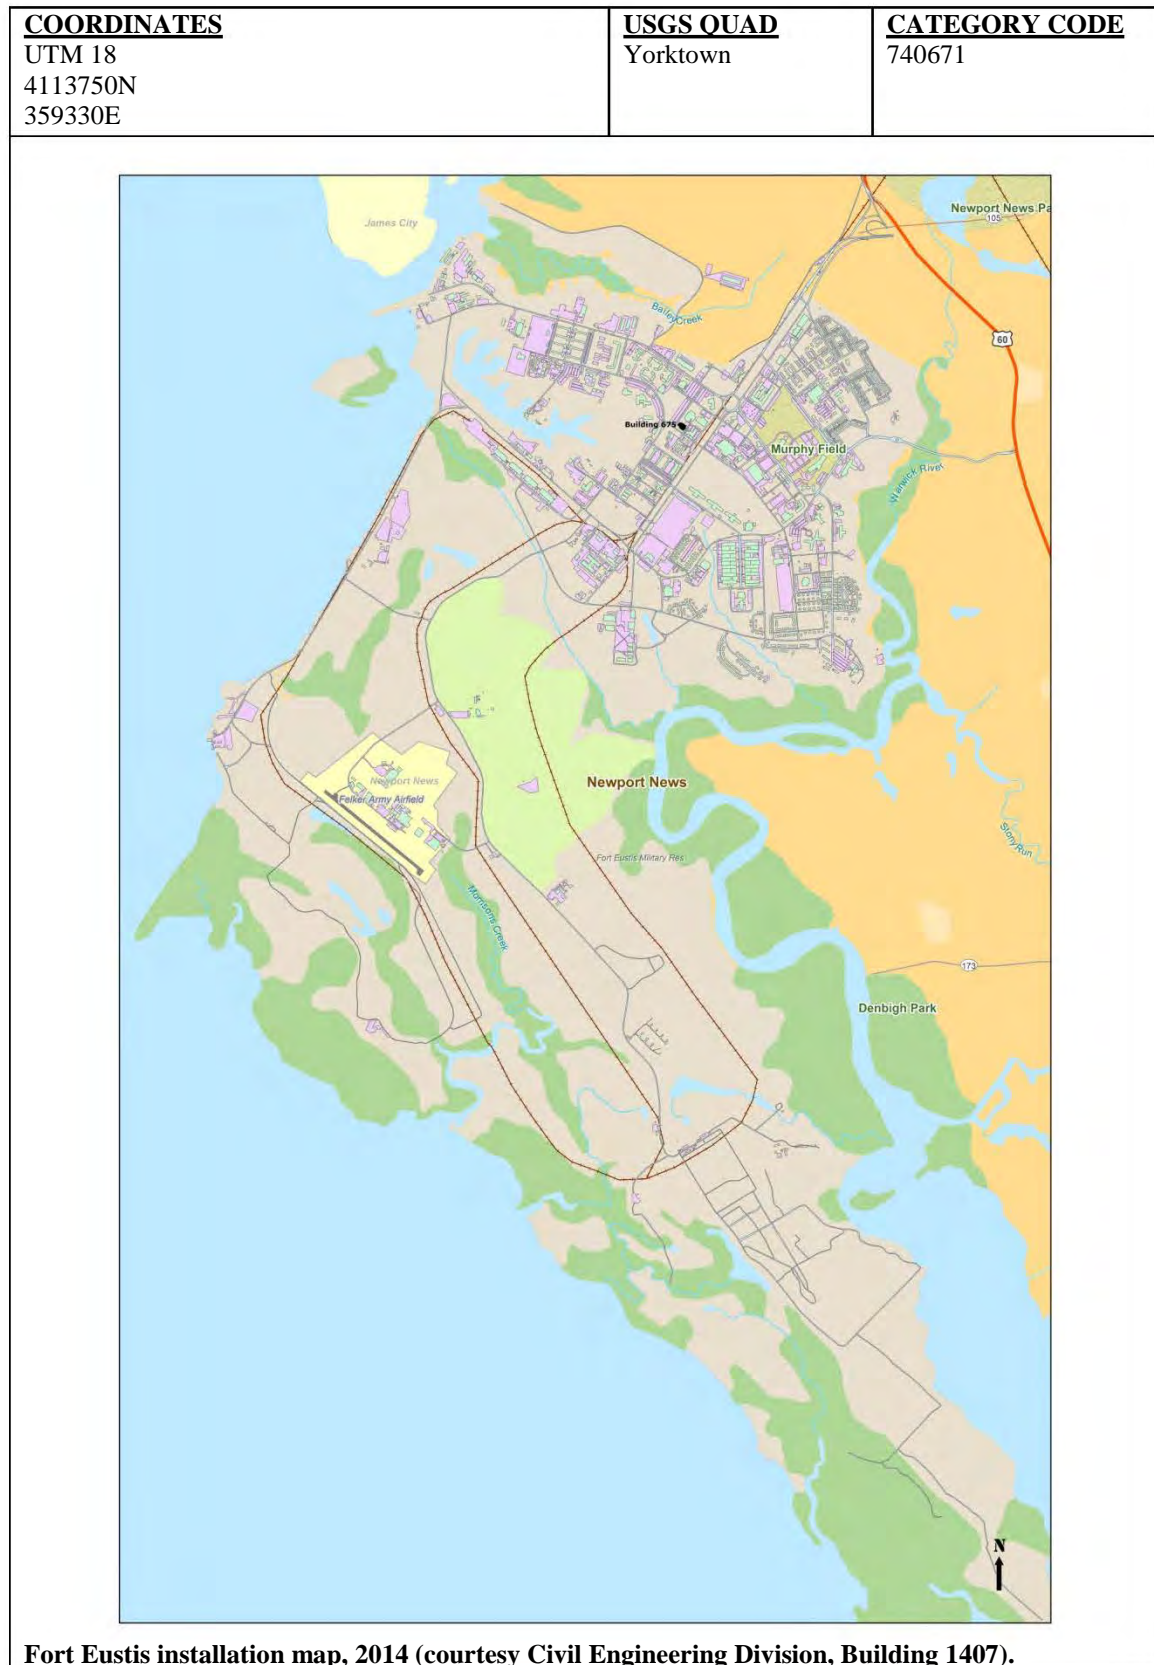 COORDINATES
UTM 18
4113750N
359330E
USGS QUAD
Yorktown
CATEGORY CODE
740671
James City
Newport News Pa
105
Bailey Creek
60
Building 675
Murphy Field
Warwick River
Newport News
Newport News
Felker Army Airfield
Stony Run
Fort Eustis Military Res
Morrisons Creek
173
Denbigh Park
N
Fort Eustis installation map, 2014 (courtesy Civil Engineering Division, Building 1407).